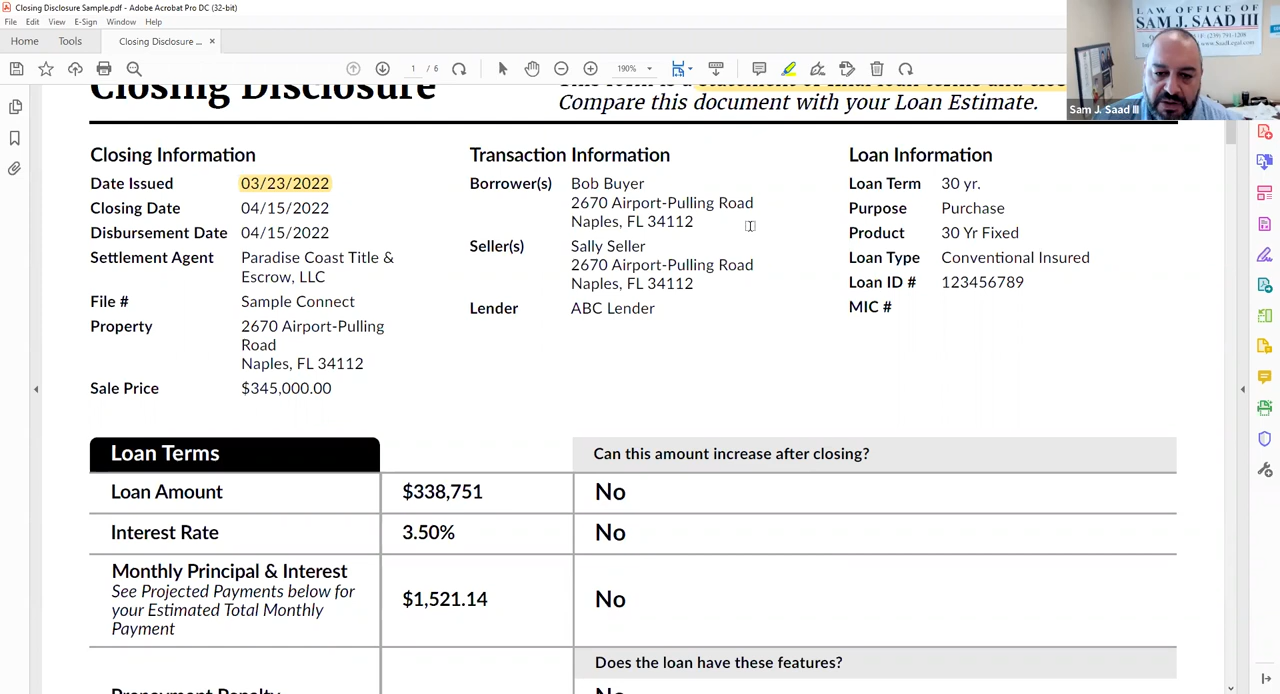 Closing Disclosure Sample.pdf - Adobe Acrobat Pro DC (32-bit)
File Edit View E-Sign Window Help
Home Tools Closing Disclosure ... ×
1 / 6 190%
LAW OFFICE OF
SAM J. SAAD III
Sam J. Saad III
Closing Disclosure
Compare this document with your Loan Estimate.
Closing Information
Date Issued 03/23/2022
Closing Date 04/15/2022
Disbursement Date 04/15/2022
Settlement Agent Paradise Coast Title &
Escrow, LLC
File # Sample Connect
Property 2670 Airport-Pulling
Road
Naples, FL 34112
Sale Price $345,000.00
Transaction Information
Borrower(s) Bob Buyer
2670 Airport-Pulling Road
Naples, FL 34112
Seller(s) Sally Seller
2670 Airport-Pulling Road
Naples, FL 34112
Lender ABC Lender
Loan Information
Loan Term 30 yr.
Purpose Purchase
Product 30 Yr Fixed
Loan Type Conventional Insured
Loan ID # 123456789
MIC #
Loan Terms Can this amount increase after closing?
Loan Amount $338,751 No
Interest Rate 3.50% No
Monthly Principal & Interest
See Projected Payments below for
your Estimated Total Monthly
Payment
$1,521.14 No
Does the loan have these features?
Prepayment Penalty No